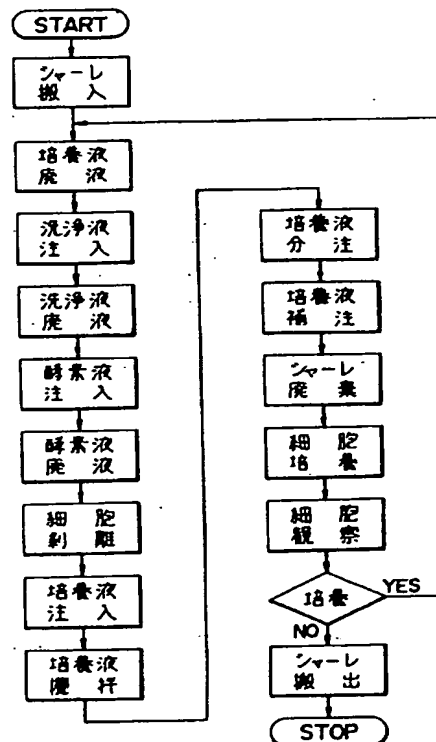 START
シャーレ
搬入
培養液
廃液
洗浄液
注入
洗浄液
廃液
酵素液
注入
酵素液
廃液
細胞
剥離
培養液
注入
培養液
攪拌
培養液
分注
培養液
補注
シャーレ
廃棄
細胞
培養
細胞
観察
培養
YES
NO
シャーレ
搬出
STOP